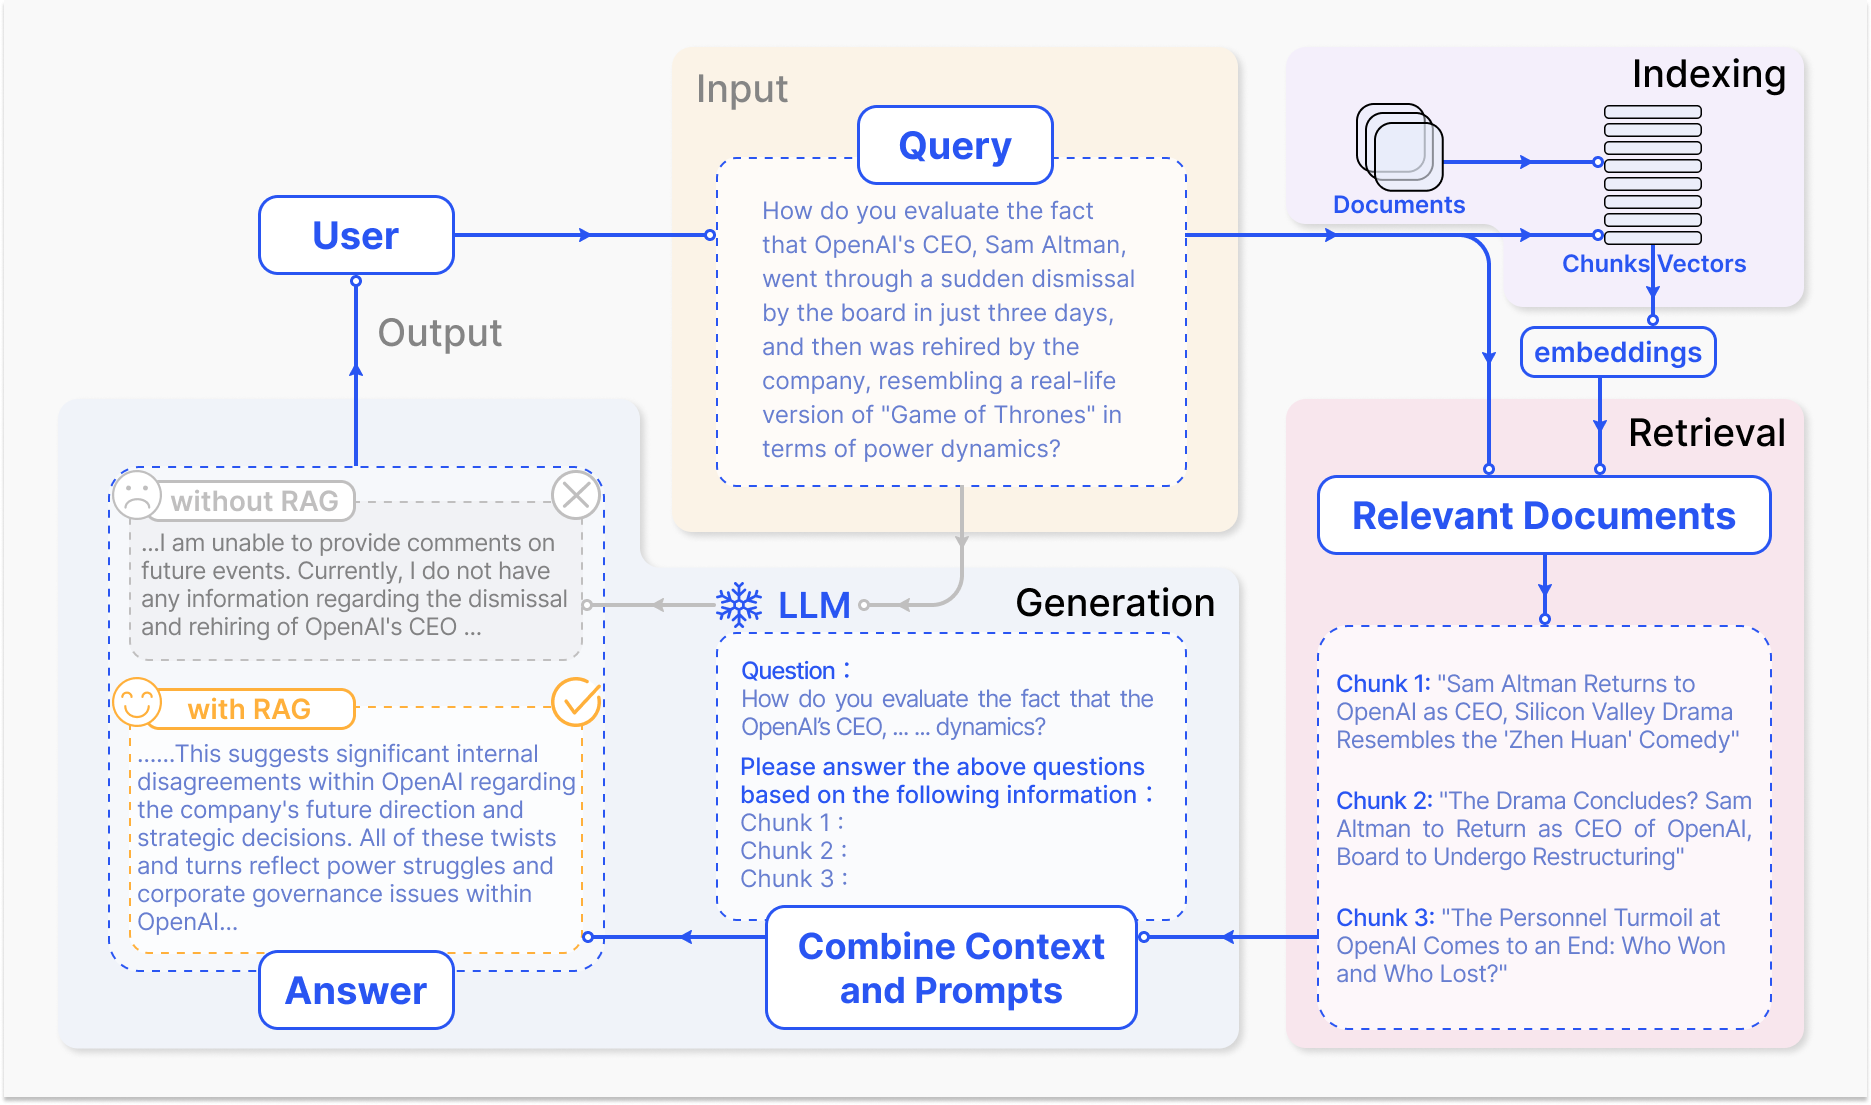 Input
Query
How do you evaluate the fact
that OpenAI's CEO, Sam Altman,
went through a sudden dismissal
by the board in just three days,
and then was rehired by the
company, resembling a real-life
version of "Game of Thrones" in
terms of power dynamics?
Indexing
Documents
Chunks Vectors
embeddings
User
Output
Retrieval
Relevant Documents
Chunk 1: "Sam Altman Returns to
OpenAI as CEO, Silicon Valley Drama
Resembles the 'Zhen Huan' Comedy"
Chunk 2: "The Drama Concludes? Sam
Altman to Return as CEO of OpenAI,
Board to Undergo Restructuring"
Chunk 3: "The Personnel Turmoil at
OpenAI Comes to an End: Who Won
and Who Lost?"
Generation
LLM
Question :
How do you evaluate the fact that the
OpenAI's CEO, ... ... dynamics?
Please answer the above questions
based on the following information :
Chunk 1 :
Chunk 2 :
Chunk 3 :
Combine Context
and Prompts
without RAG
...I am unable to provide comments on
future events. Currently, I do not have
any information regarding the dismissal
and rehiring of OpenAI's CEO ...
with RAG
......This suggests significant internal
disagreements within OpenAI regarding
the company's future direction and
strategic decisions. All of these twists
and turns reflect power struggles and
corporate governance issues within
OpenAI...
Answer